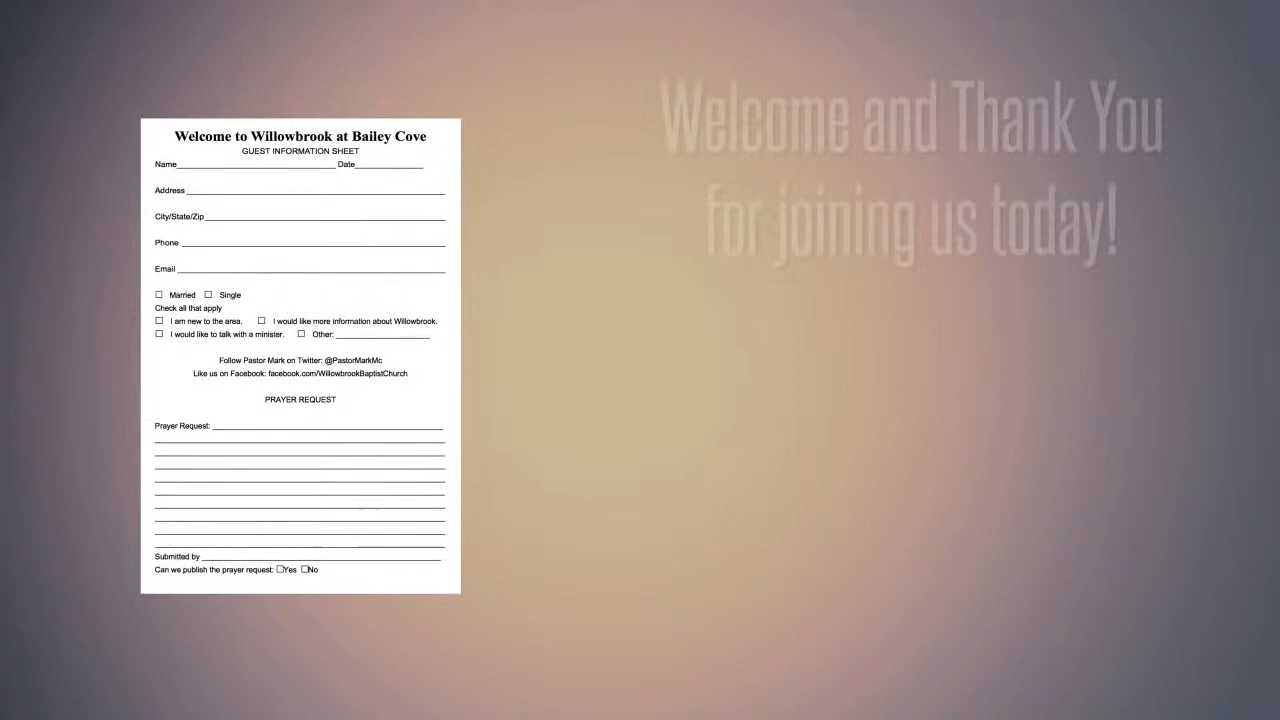 Welcome to Willowbrook at Bailey Cove
GUEST INFORMATION SHEET
Name Date
Address
City/State/Zip
Phone
Email
☐ Married ☐ Single
Check all that apply
☐ I am new to the area. ☐ I would like more information about Willowbrook.
☐ I would like to talk with a minister. ☐ Other:
Follow Pastor Mark on Twitter: @PastorMarkMc
Like us on Facebook: facebook.com/WillowbrookBaptistChurch
PRAYER REQUEST
Prayer Request:
Submitted by
Can we publish the prayer request: ☐Yes ☐No
Welcome and Thank You
for joining us today!